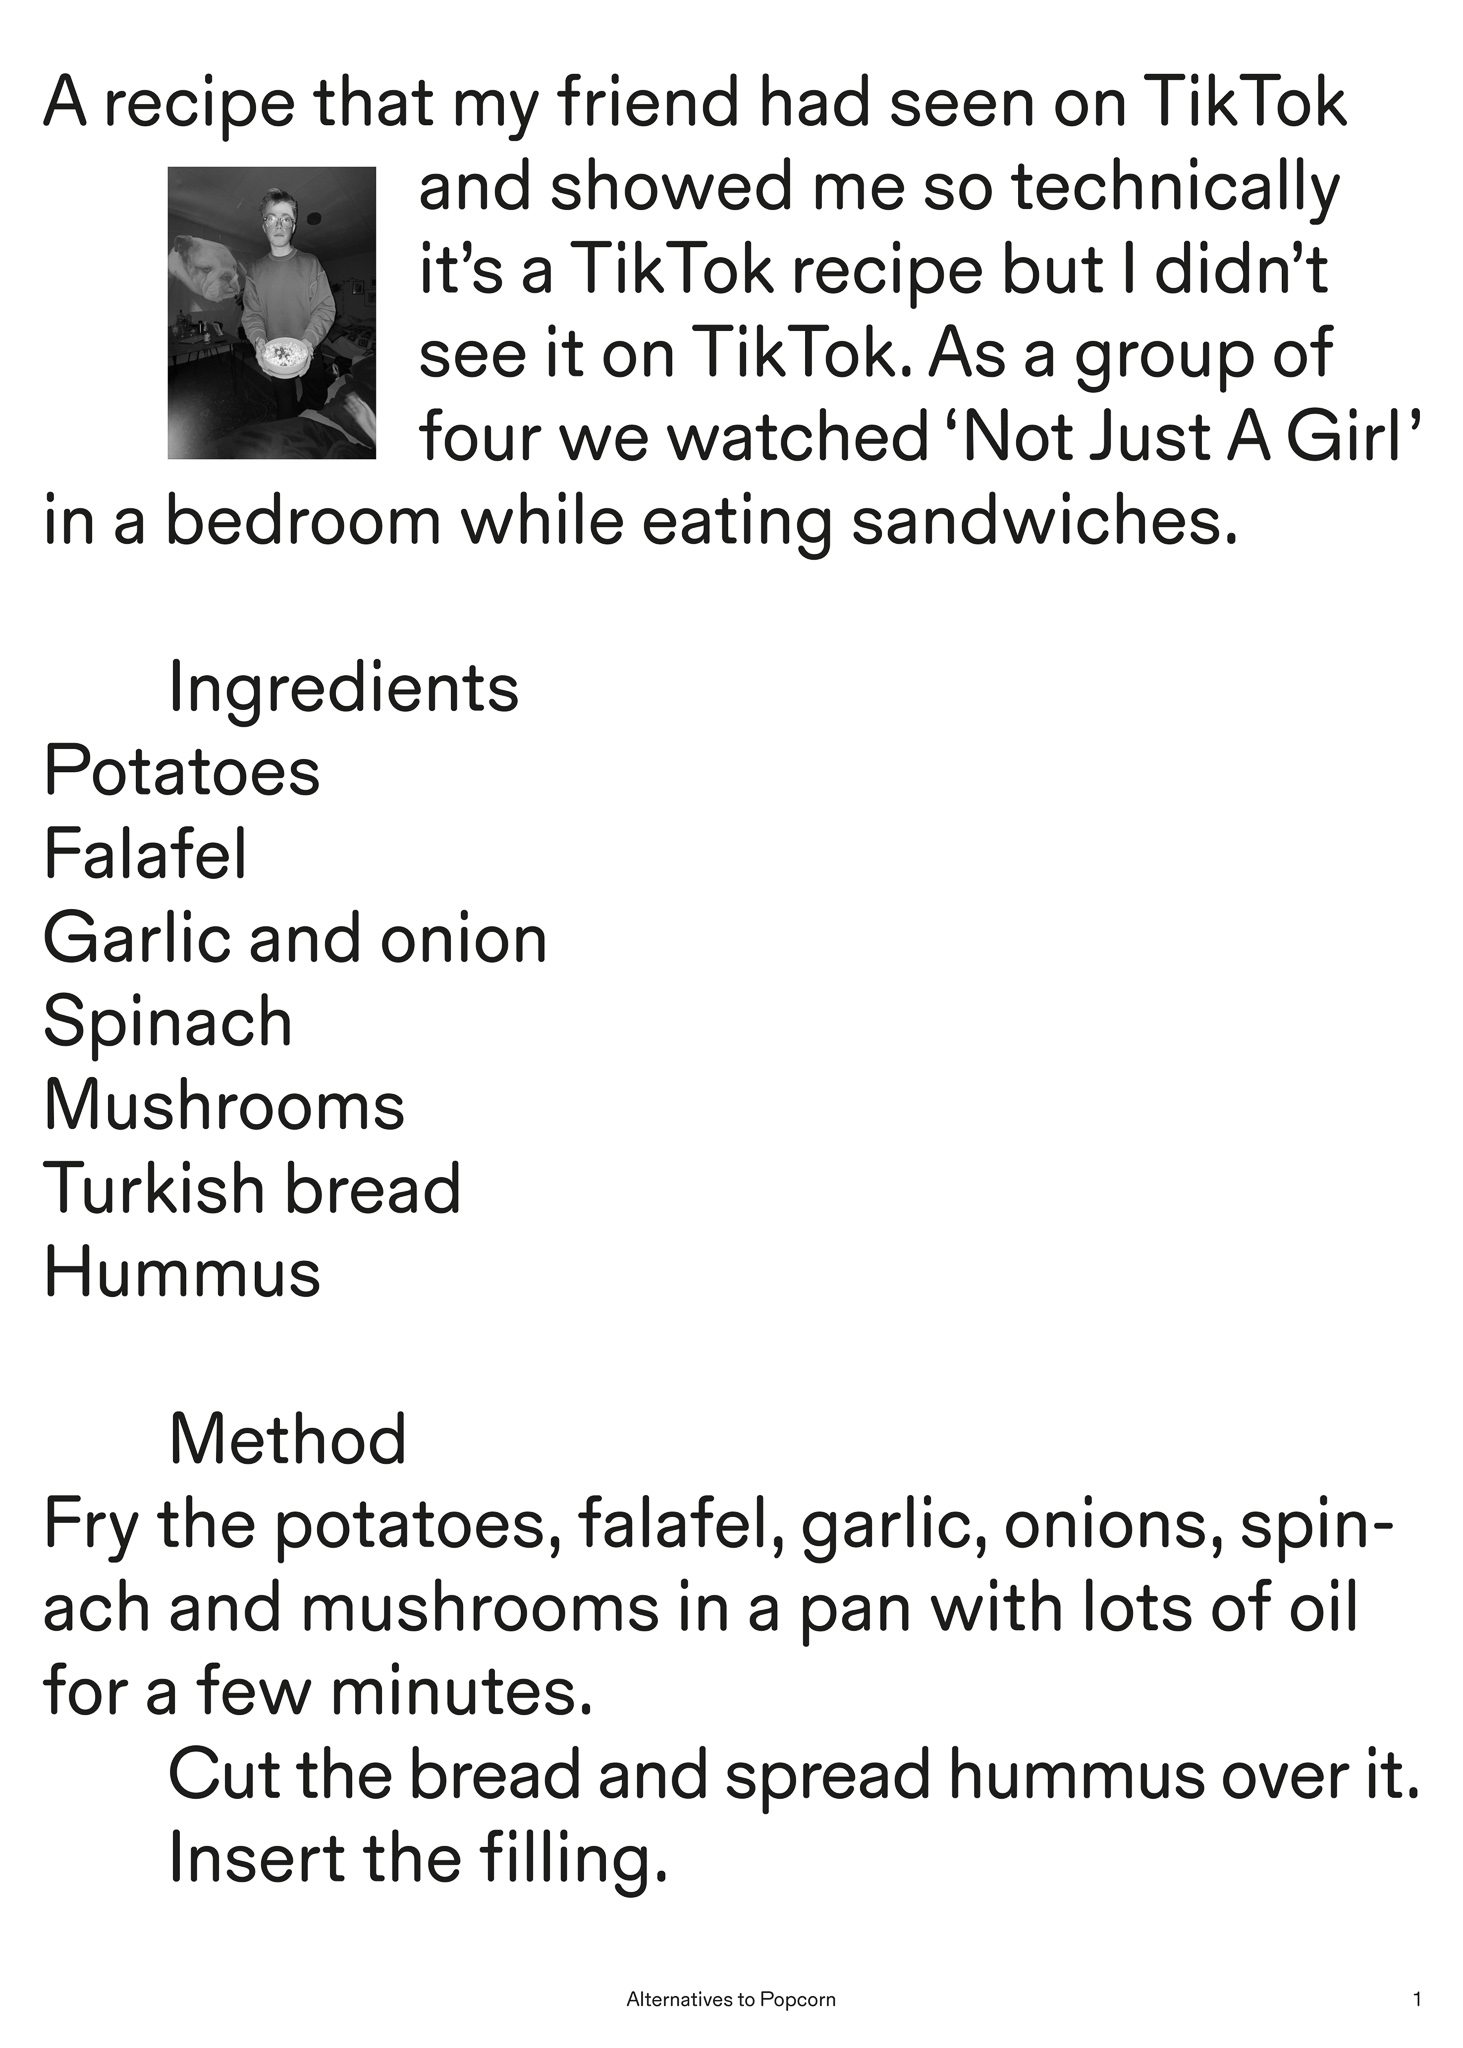 A recipe that my friend had seen on TikTok
and showed me so technically
it’s a TikTok recipe but I didn’t
see it on TikTok. As a group of
four we watched ‘Not Just A Girl’
in a bedroom while eating sandwiches.
Ingredients
Potatoes
Falafel
Garlic and onion
Spinach
Mushrooms
Turkish bread
Hummus
Method
Fry the potatoes, falafel, garlic, onions, spin-
ach and mushrooms in a pan with lots of oil
for a few minutes.
Cut the bread and spread hummus over it.
Insert the filling.
Alternatives to Popcorn 1